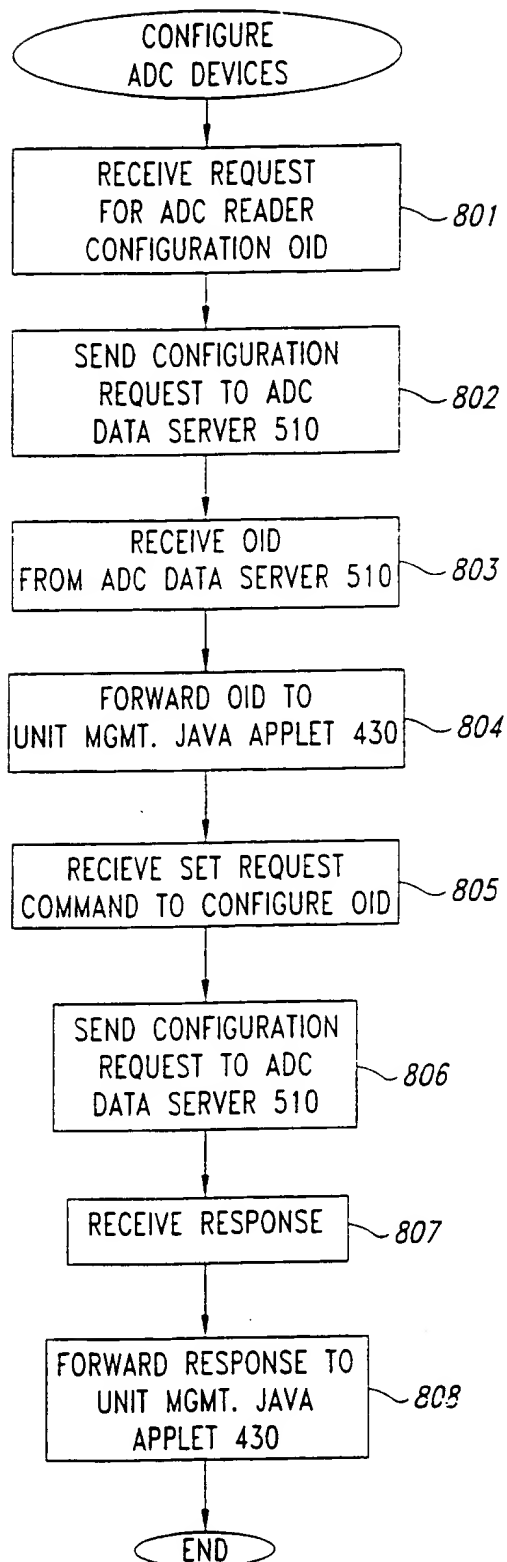 CONFIGURE
ADC DEVICES
RECEIVE REQUEST
FOR ADC READER
CONFIGURATION OID
801
SEND CONFIGURATION
REQUEST TO ADC
DATA SERVER 510
802
RECEIVE OID
FROM ADC DATA SERVER 510
803
FORWARD OID TO
UNIT MGMT. JAVA APPLET 430
804
RECIEVE SET REQUEST
COMMAND TO CONFIGURE OID
805
SEND CONFIGURATION
REQUEST TO ADC
DATA SERVER 510
806
RECEIVE RESPONSE
807
FORWARD RESPONSE TO
UNIT MGMT. JAVA
APPLET 430
808
END